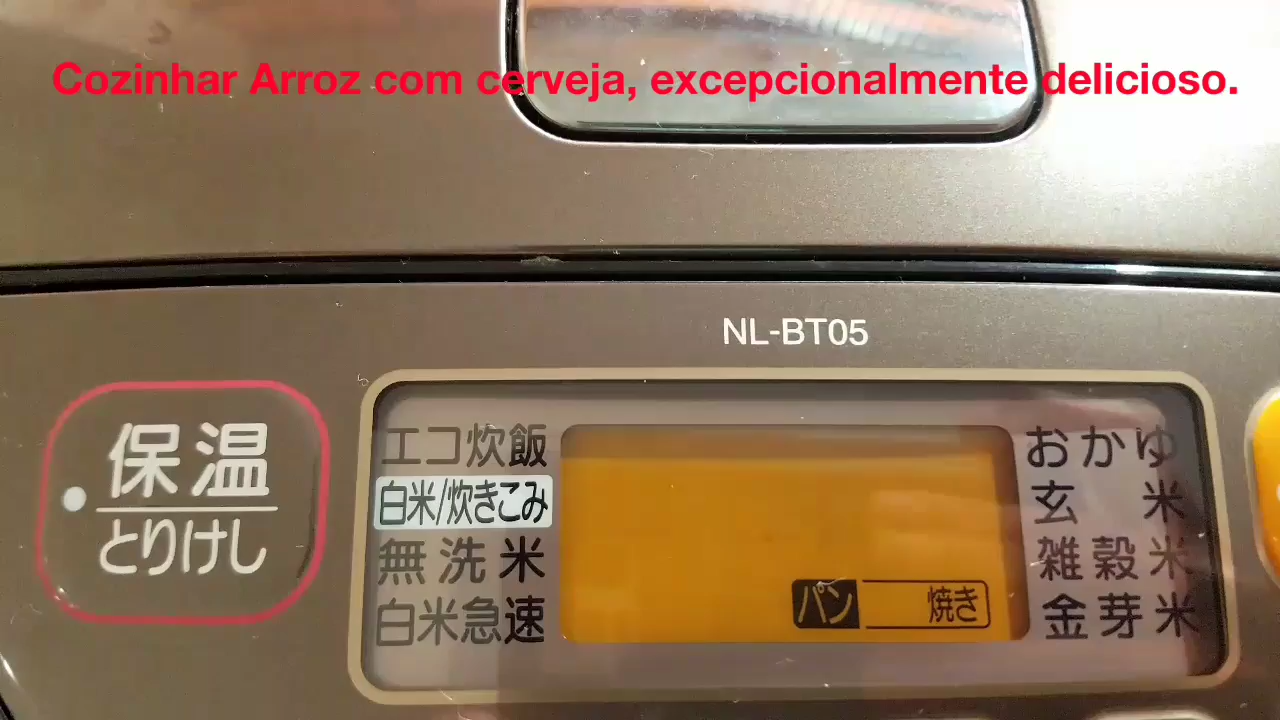 Cozinhar Arroz com cerveja, excepcionalmente delicioso.
NL-BT05
保温
とりけし
エコ炊飯
白米/炊きこみ
無洗米
白米急速
パン 焼き
おかゆ
玄米
雑穀米
金芽米